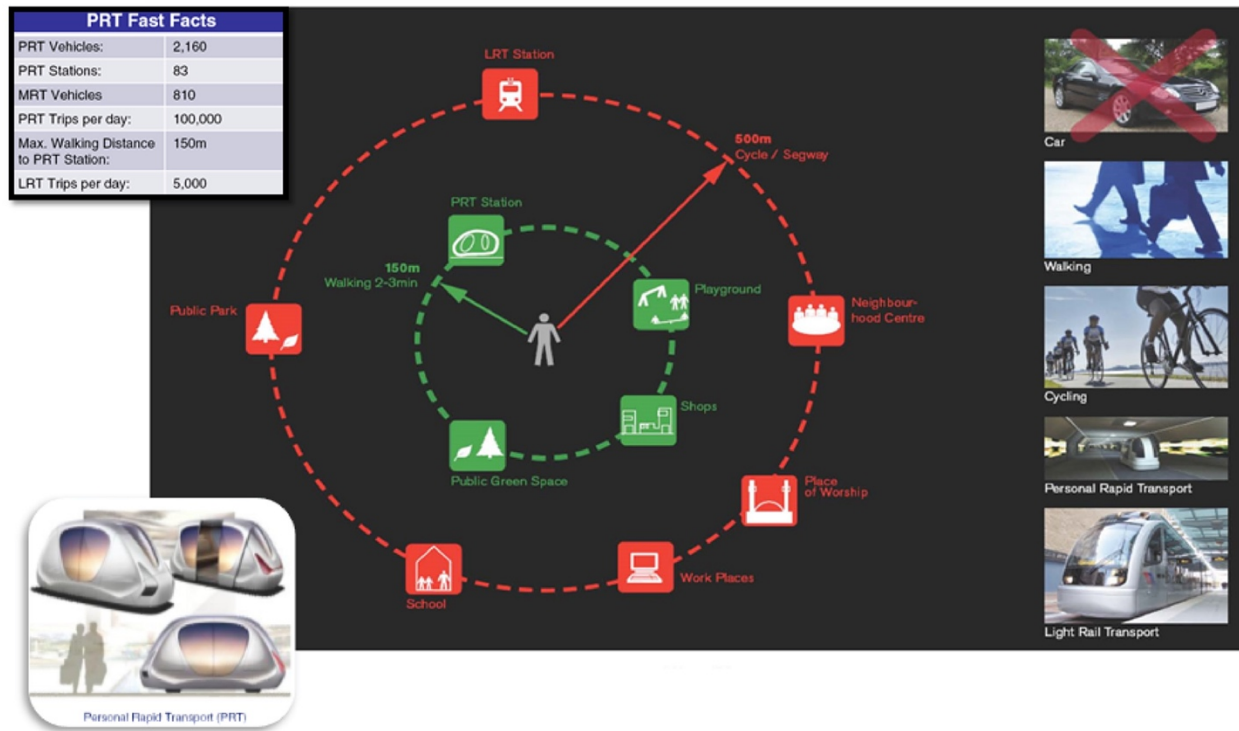 PRT Fast Facts
PRT Vehicles: 2,160
PRT Stations: 83
MRT Vehicles 810
PRT Trips per day: 100,000
Max. Walking Distance
to PRT Station: 150m
LRT Trips per day: 5,000
LRT Station
500m
Cycle / Segway
PRT Station
150m
Walking 2-3min
Playground
Public Park
Neighbour-
hood Centre
Shops
Public Green Space
Place
of Worship
Work Places
School
Car
Walking
Cycling
Personal Rapid Transport
Light Rail Transport
Personal Rapid Transport (PRT)